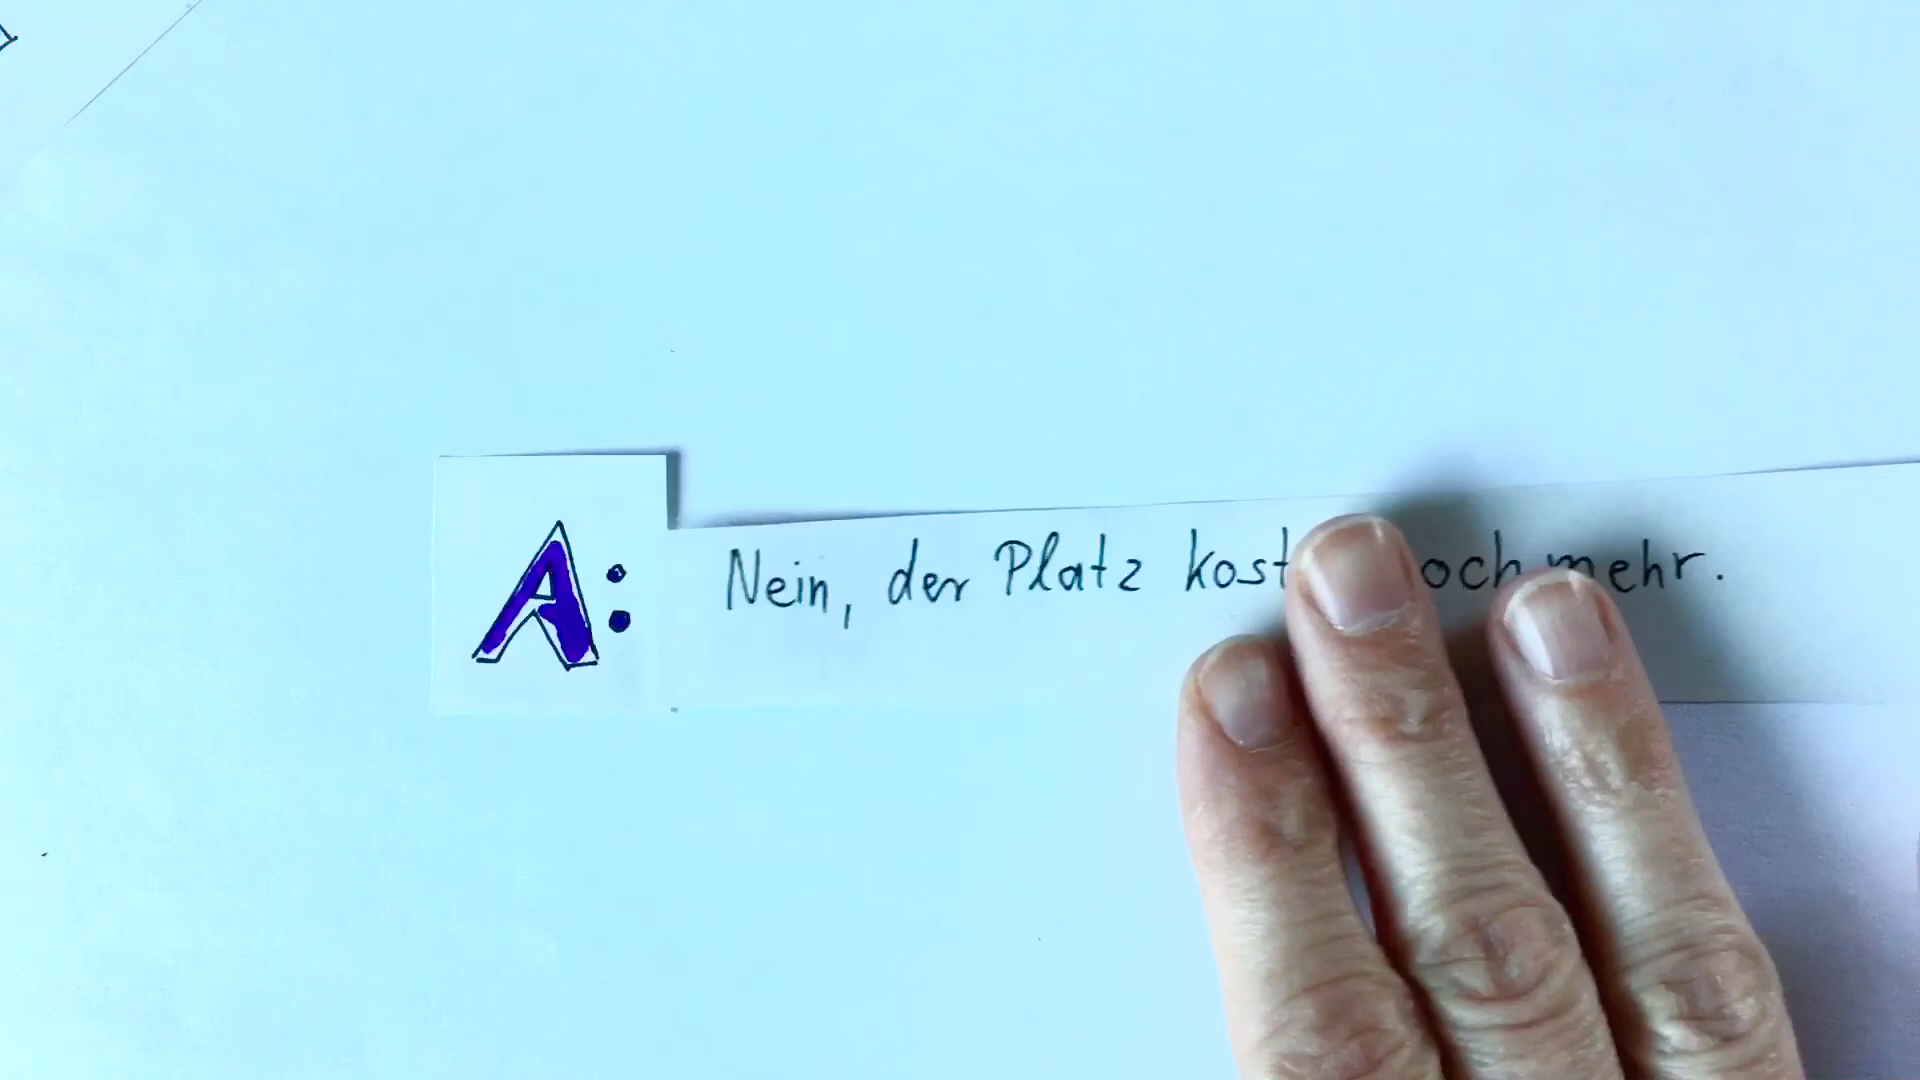 A: Nein, der Platz kost och mehr.